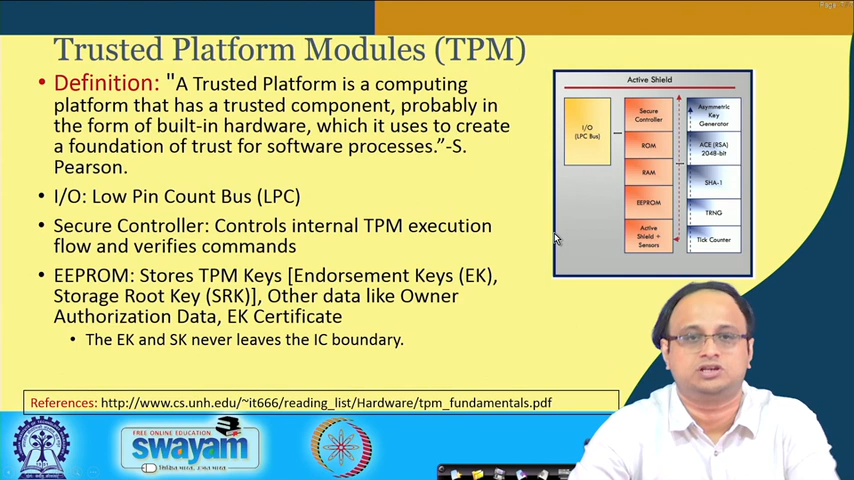 Trusted Platform Modules (TPM)
• Definition: "A Trusted Platform is a computing
platform that has a trusted component, probably in
the form of built-in hardware, which it uses to create
a foundation of trust for software processes.”-S.
Pearson.
• I/O: Low Pin Count Bus (LPC)
• Secure Controller: Controls internal TPM execution
flow and verifies commands
• EEPROM: Stores TPM Keys [Endorsement Keys (EK),
Storage Root Key (SRK)], Other data like Owner
Authorization Data, EK Certificate
• The EK and SK never leaves the IC boundary.
Active Shield
I/O
(LPC Bus)
Secure
Controller
ROM
RAM
EEPROM
Active
Shield +
Sensors
Asymmetric
Key
Generator
ACE (RSA)
2048-bit
SHA-1
TRNG
Tick Counter
References: http://www.cs.unh.edu/~it666/reading_list/Hardware/tpm_fundamentals.pdf
FREE ONLINE EDUCATION
swayam